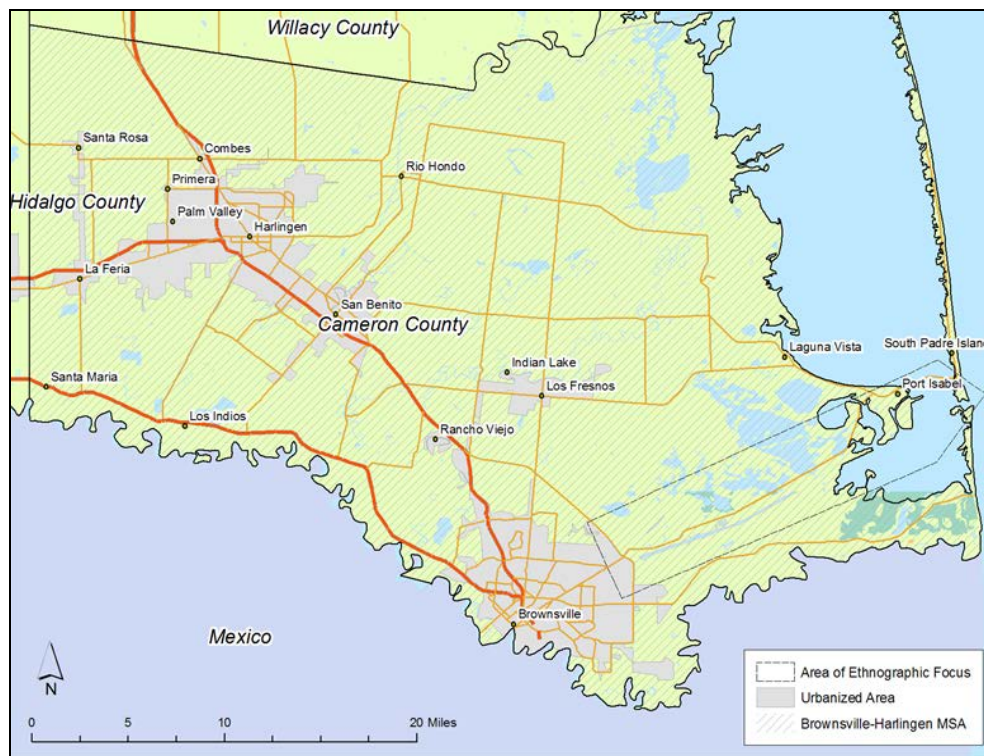 Willacy County
Santa Rosa
Combes
Rio Hondo
Primera
Hidalgo County
Palm Valley
Harlingen
La Feria
San Benito
Cameron County
Laguna Vista
South Padre Island
Indian Lake
Port Isabel
Santa Maria
Los Fresnos
Los Indios
Rancho Viejo
Brownsville
Mexico
N
0 5 10 20 Miles
Area of Ethnographic Focus
Urbanized Area
Brownsville-Harlingen MSA